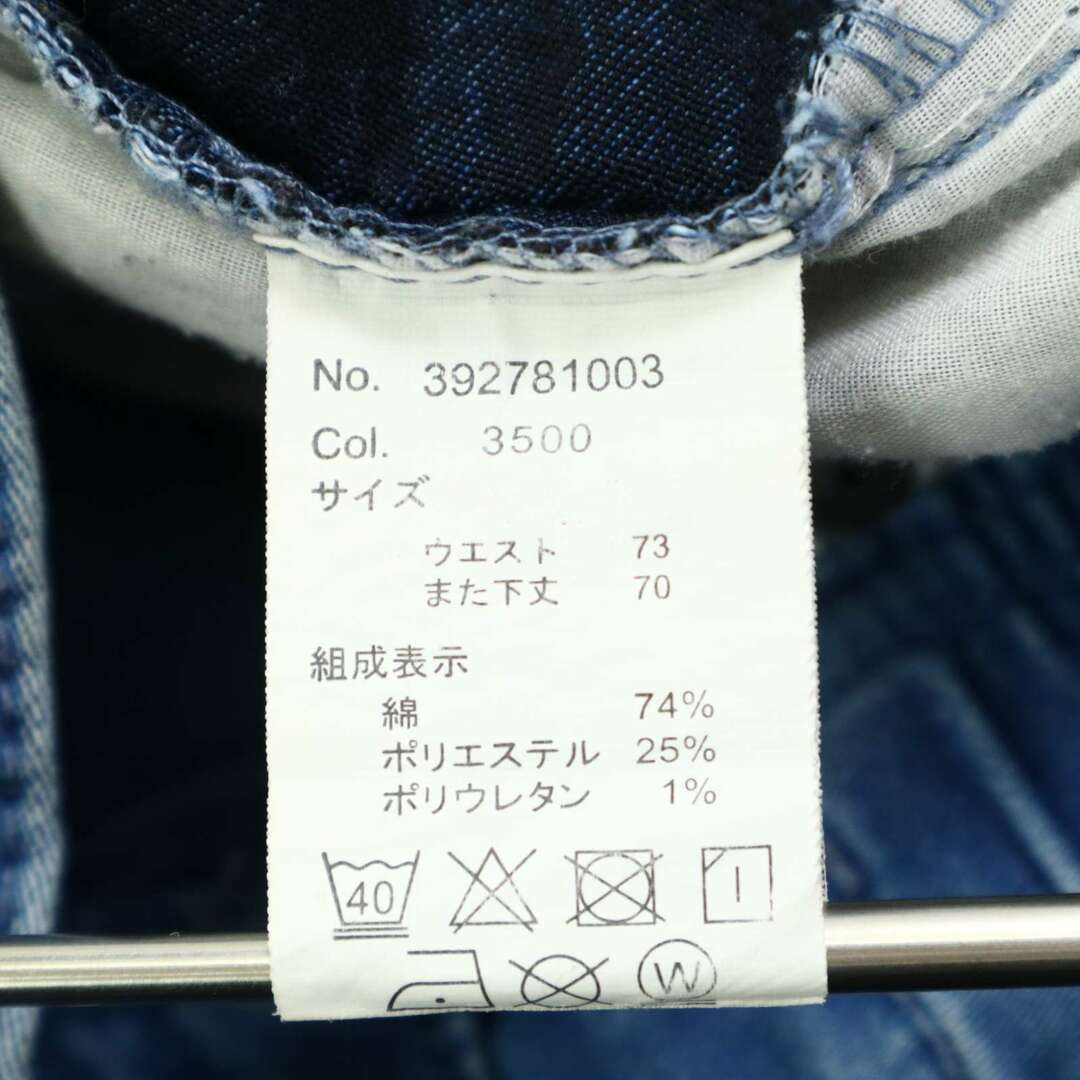 No. 392781003
Col. 3500
サイズ
ウエスト 73
また下丈 70
組成表示
綿 74%
ポリエステル 25%
ポリウレタン 1%
40
W